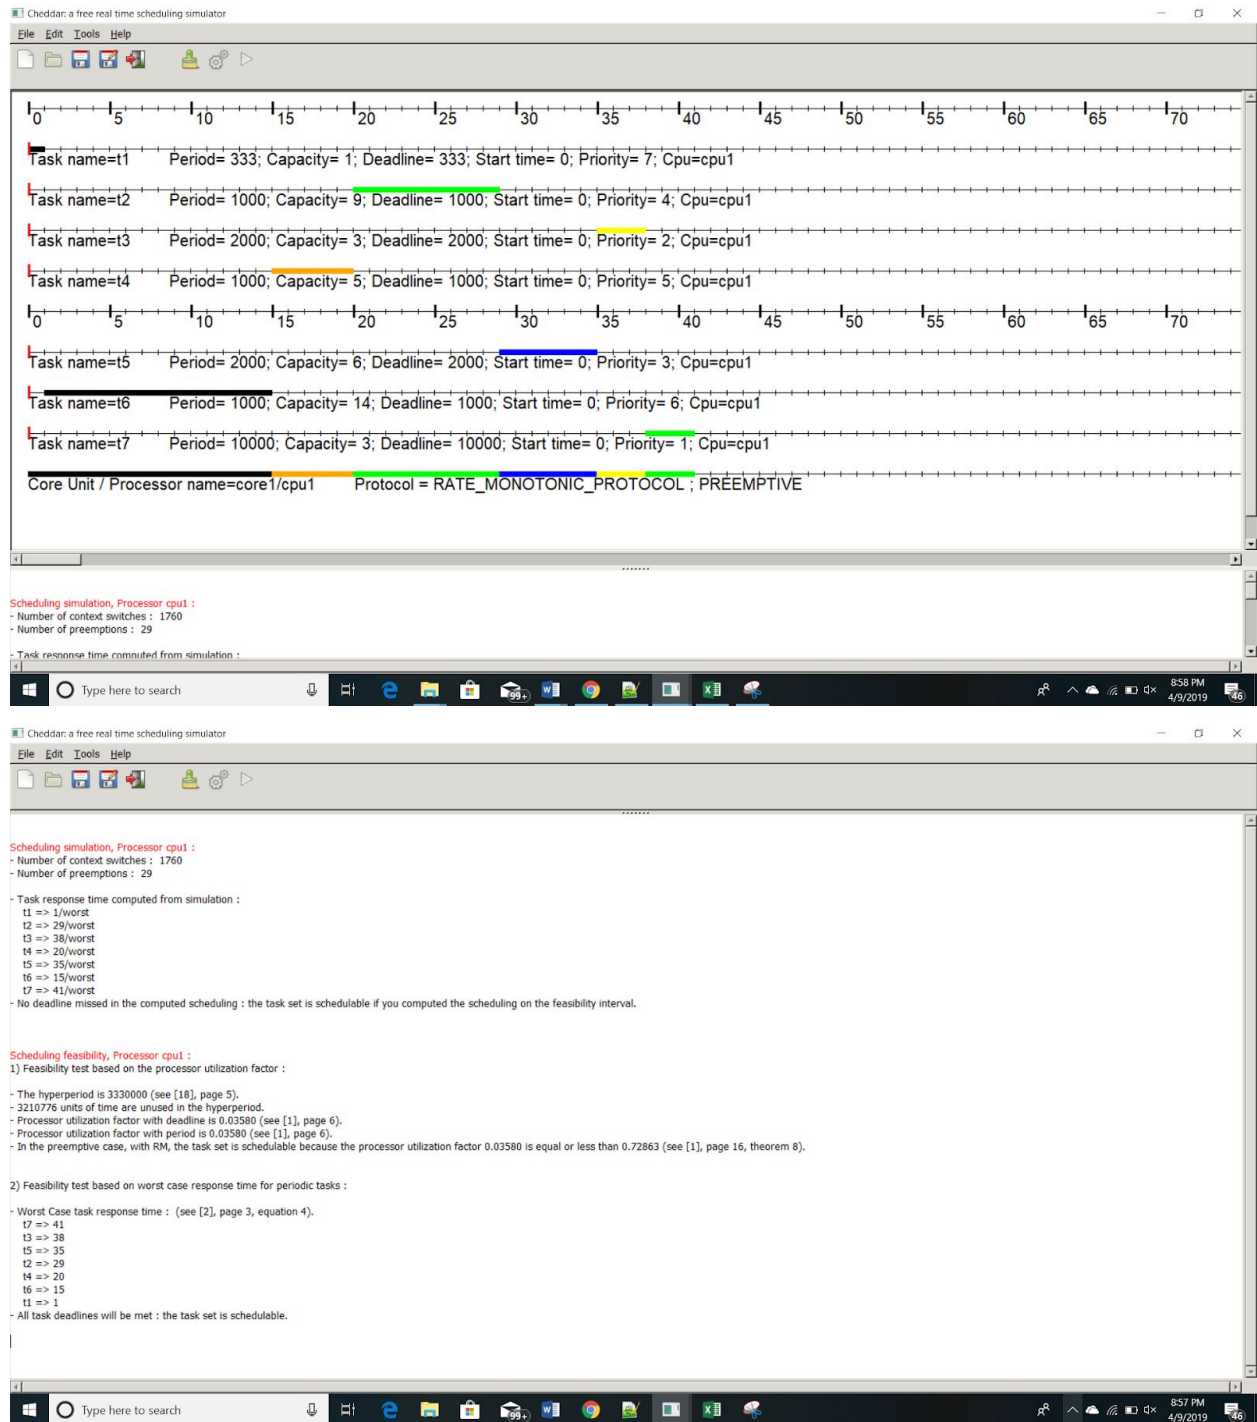 Cheddar: a free real time scheduling simulator
File Edit Tools Help
0 5 10 15 20 25 30 35 40 45 50 55 60 65 70
Task name=t1 Period= 333; Capacity= 1; Deadline= 333; Start time= 0; Priority= 7; Cpu=cpu1
Task name=t2 Period= 1000; Capacity= 9; Deadline= 1000; Start time= 0; Priority= 4; Cpu=cpu1
Task name=t3 Period= 2000; Capacity= 3; Deadline= 2000; Start time= 0; Priority= 2; Cpu=cpu1
Task name=t4 Period= 1000; Capacity= 5; Deadline= 1000; Start time= 0; Priority= 5; Cpu=cpu1
0 5 10 15 20 25 30 35 40 45 50 55 60 65 70
Task name=t5 Period= 2000; Capacity= 6; Deadline= 2000; Start time= 0; Priority= 3; Cpu=cpu1
Task name=t6 Period= 1000; Capacity= 14; Deadline= 1000; Start time= 0; Priority= 6; Cpu=cpu1
Task name=t7 Period= 10000; Capacity= 3; Deadline= 10000; Start time= 0; Priority= 1; Cpu=cpu1
Core Unit / Processor name=core1/cpu1 Protocol = RATE_MONOTONIC_PROTOCOL ; PREEMPTIVE
Scheduling simulation, Processor cpu1 :
- Number of context switches : 1760
- Number of preemptions : 29
- Task response time computed from simulation :
Type here to search 99+ 8:58 PM
4/9/2019 46
Cheddar: a free real time scheduling simulator
File Edit Tools Help
Scheduling simulation, Processor cpu1 :
- Number of context switches : 1760
- Number of preemptions : 29
- Task response time computed from simulation :
t1 => 1/worst
t2 => 29/worst
t3 => 38/worst
t4 => 20/worst
t5 => 35/worst
t6 => 15/worst
t7 => 41/worst
- No deadline missed in the computed scheduling : the task set is schedulable if you computed the scheduling on the feasibility interval.
Scheduling feasibility, Processor cpu1 :
1) Feasibility test based on the processor utilization factor :
- The hyperperiod is 3330000 (see [18], page 5).
- 3210776 units of time are unused in the hyperperiod.
- Processor utilization factor with deadline is 0.03580 (see [1], page 6).
- Processor utilization factor with period is 0.03580 (see [1], page 6).
- In the preemptive case, with RM, the task set is schedulable because the processor utilization factor 0.03580 is equal or less than 0.72863 (see [1], page 16, theorem 8).
2) Feasibility test based on worst case response time for periodic tasks :
- Worst Case task response time : (see [2], page 3, equation 4).
t7 => 41
t3 => 38
t5 => 35
t2 => 29
t4 => 20
t6 => 15
t1 => 1
- All task deadlines will be met : the task set is schedulable.
Type here to search 99+ 8:57 PM
4/9/2019 46